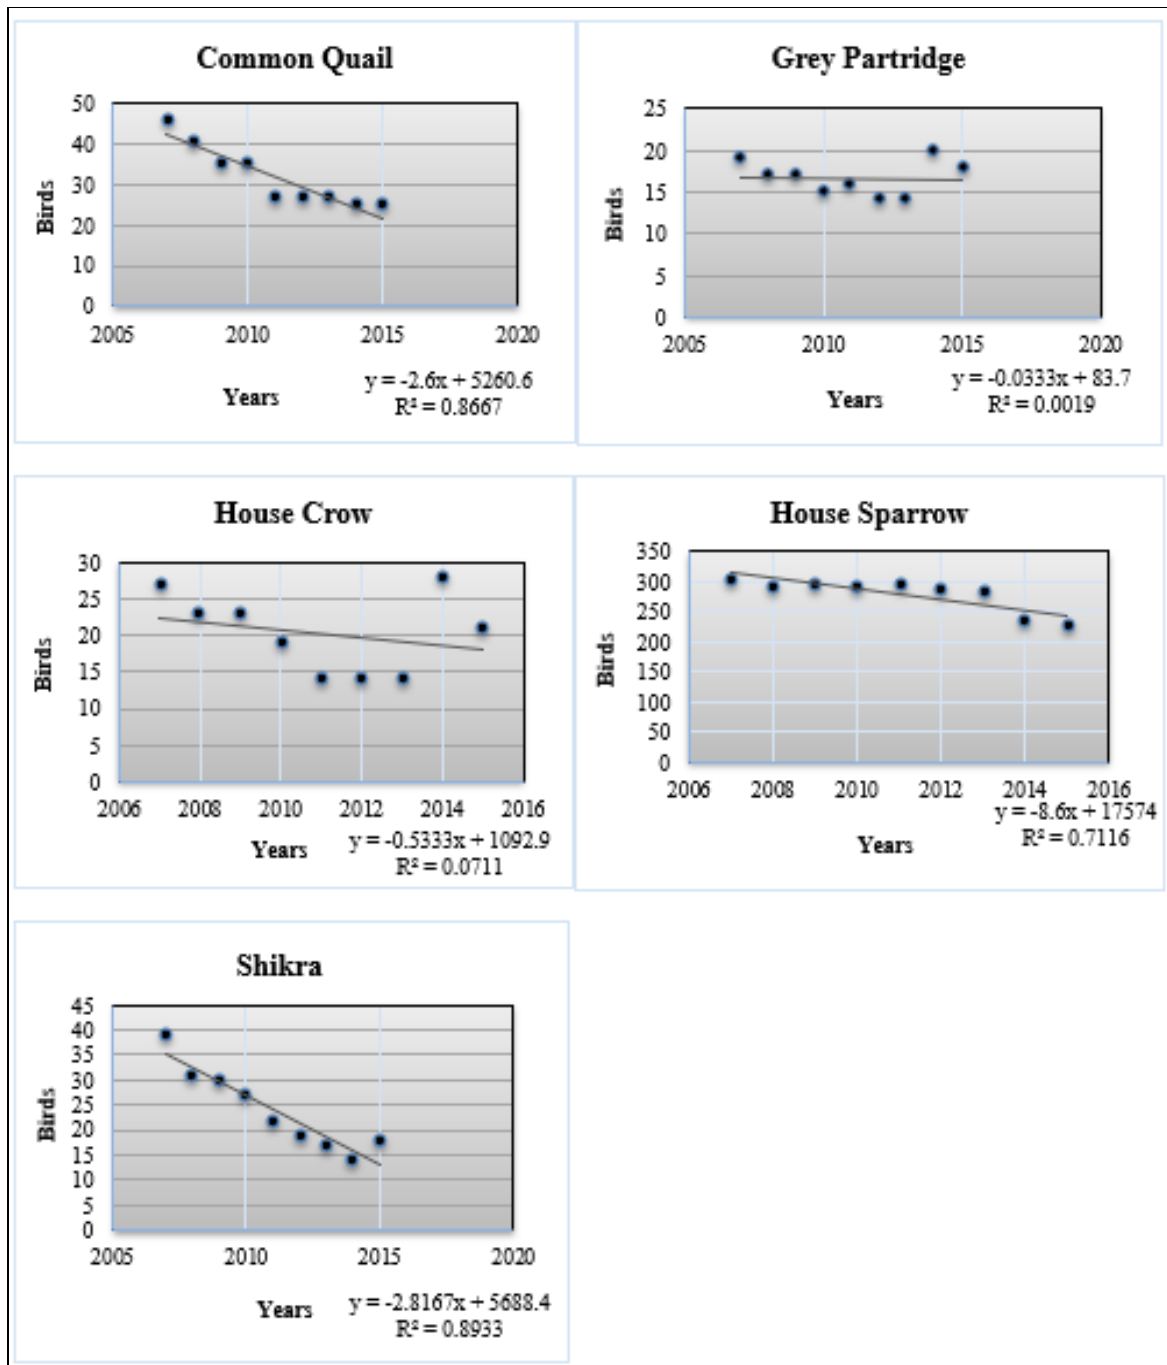 Common Quail
50
40
30
20
10
0
Birds
2005 2010 2015 2020
Years
y = -2.6x + 5260.6
R² = 0.8667
Grey Partridge
25
20
15
10
5
0
Birds
2005 2010 2015 2020
Years
y = -0.0333x + 83.7
R² = 0.0019
House Crow
30
25
20
15
10
5
0
Birds
2006 2008 2010 2012 2014 2016
Years
y = -0.5333x + 1092.9
R² = 0.0711
House Sparrow
350
300
250
200
150
100
50
0
Birds
2006 2008 2010 2012 2014 2016
Years
y = -8.6x + 17574
R² = 0.7116
Shikra
45
40
35
30
25
20
15
10
5
0
Birds
2005 2010 2015 2020
Years
y = -2.8167x + 5688.4
R² = 0.8933